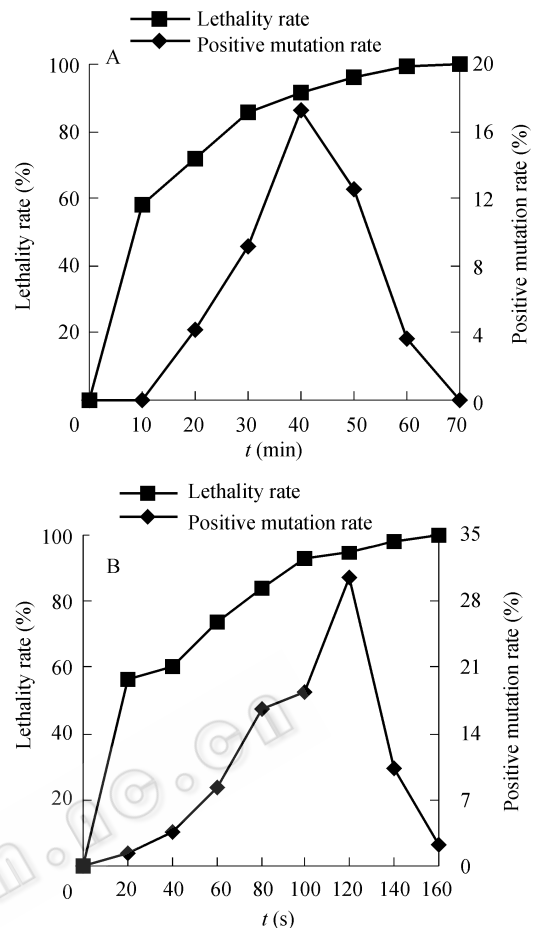 Lethality rate
Positive mutation rate
A
100
80
60
40
20
0
Lethality rate (%)
20
16
12
8
4
0
Positive mutation rate (%)
10 20 30 40 50 60 70
t (min)
Lethality rate
Positive mutation rate
B
100
80
60
40
20
0
Lethality rate (%)
35
28
21
14
7
0
Positive mutation rate (%)
20 40 60 80 100 120 140 160
t (s)